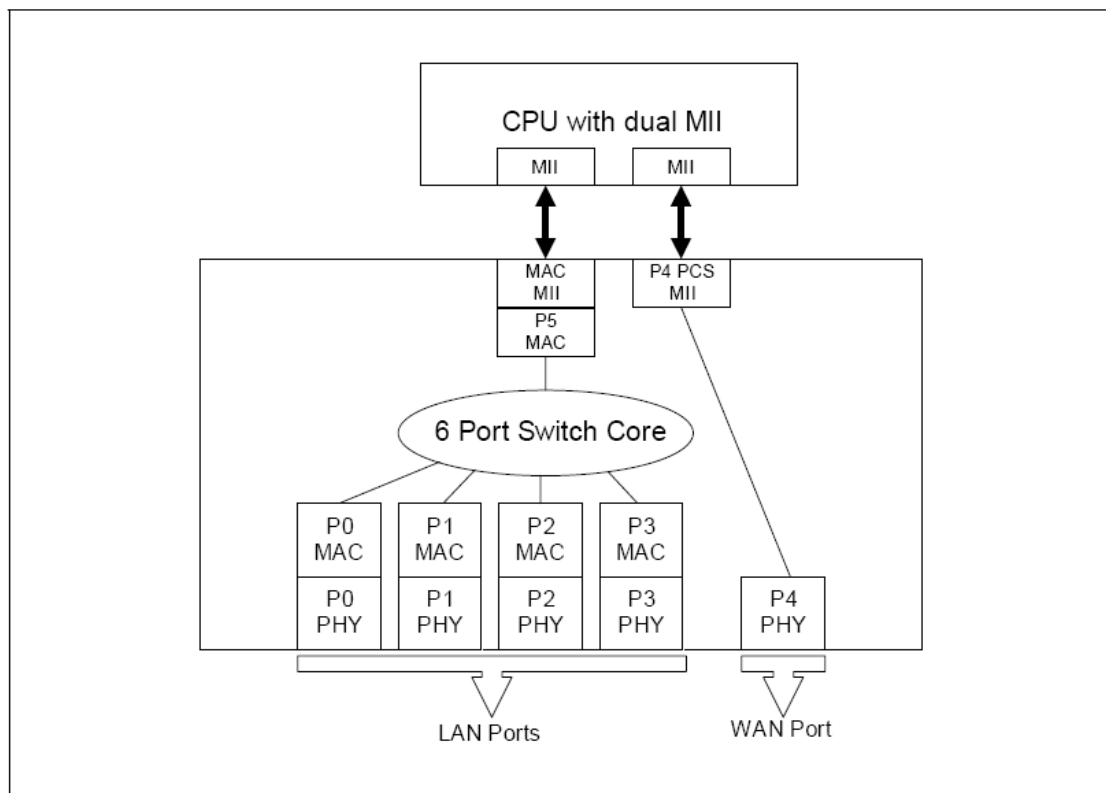 CPU with dual MII
MII MII
MAC
MII
P4 PCS
MII
P5
MAC
6 Port Switch Core
P0
MAC
P1
MAC
P2
MAC
P3
MAC
P0
PHY
P1
PHY
P2
PHY
P3
PHY
P4
PHY
LAN Ports
WAN Port